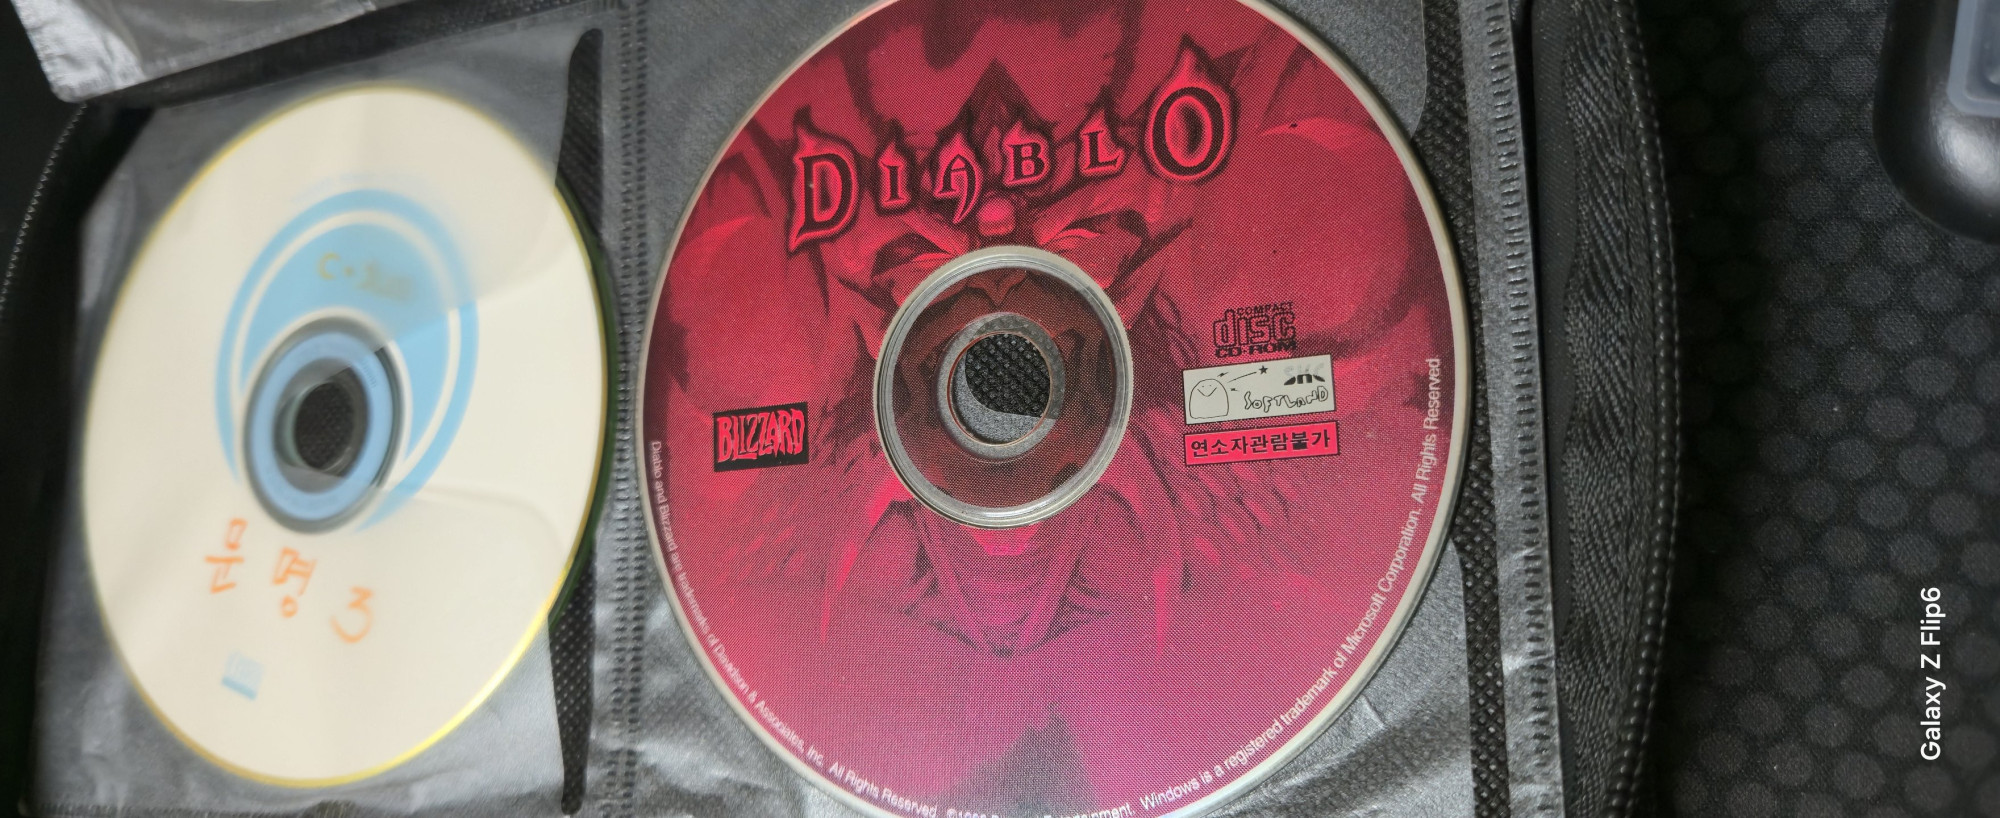 문명 3
DIABLO
BLIZZARD
COMPACT
disc
CD-ROM
SKC
SOFTLAND
연소자관람불가
Diablo and Blizzard are trademarks of Davidson & Associates, Inc. All Rights Reserved. Entertainment. Windows is a registered trademark of Microsoft Corporation. All Rights Reserved.
Galaxy Z Flip6